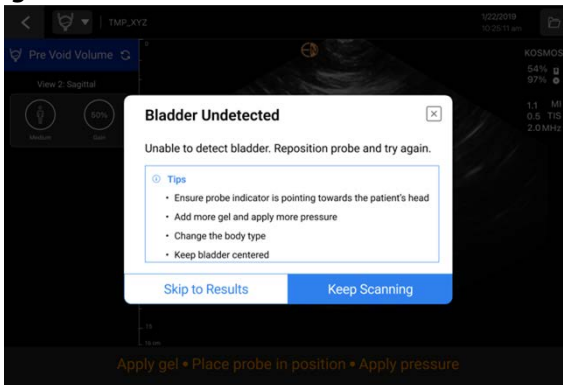 TMP_XYZ
1/22/2019
10:25:11 am
Pre Void Volume
KOSMOS
54%
97%
View 2: Sagittal
50%
Medium
Gain
1.1 MI
0.5 TIS
2.0 MHz
Bladder Undetected
Unable to detect bladder. Reposition probe and try again.
Tips
• Ensure probe indicator is pointing towards the patient's head
• Add more gel and apply more pressure
• Change the body type
• Keep bladder centered
Skip to Results
Keep Scanning
15
16 cm
Apply gel • Place probe in position • Apply pressure